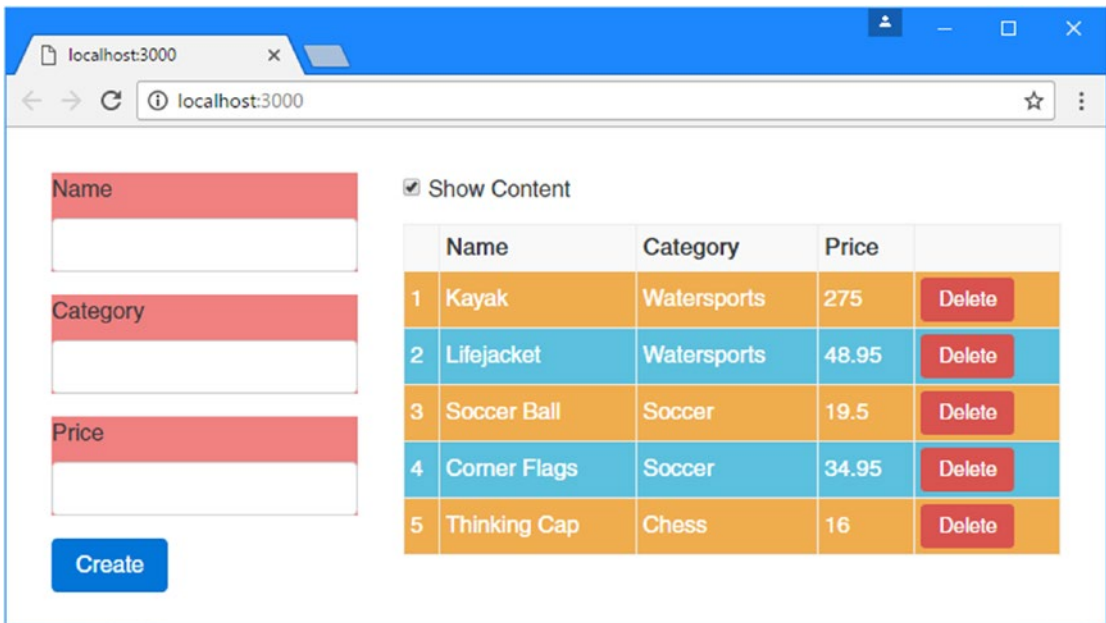 localhost:3000
localhost:3000
Name
Category
Price
Create
Show Content
Name Category Price
1 Kayak Watersports 275 Delete
2 Lifejacket Watersports 48.95 Delete
3 Soccer Ball Soccer 19.5 Delete
4 Corner Flags Soccer 34.95 Delete
5 Thinking Cap Chess 16 Delete